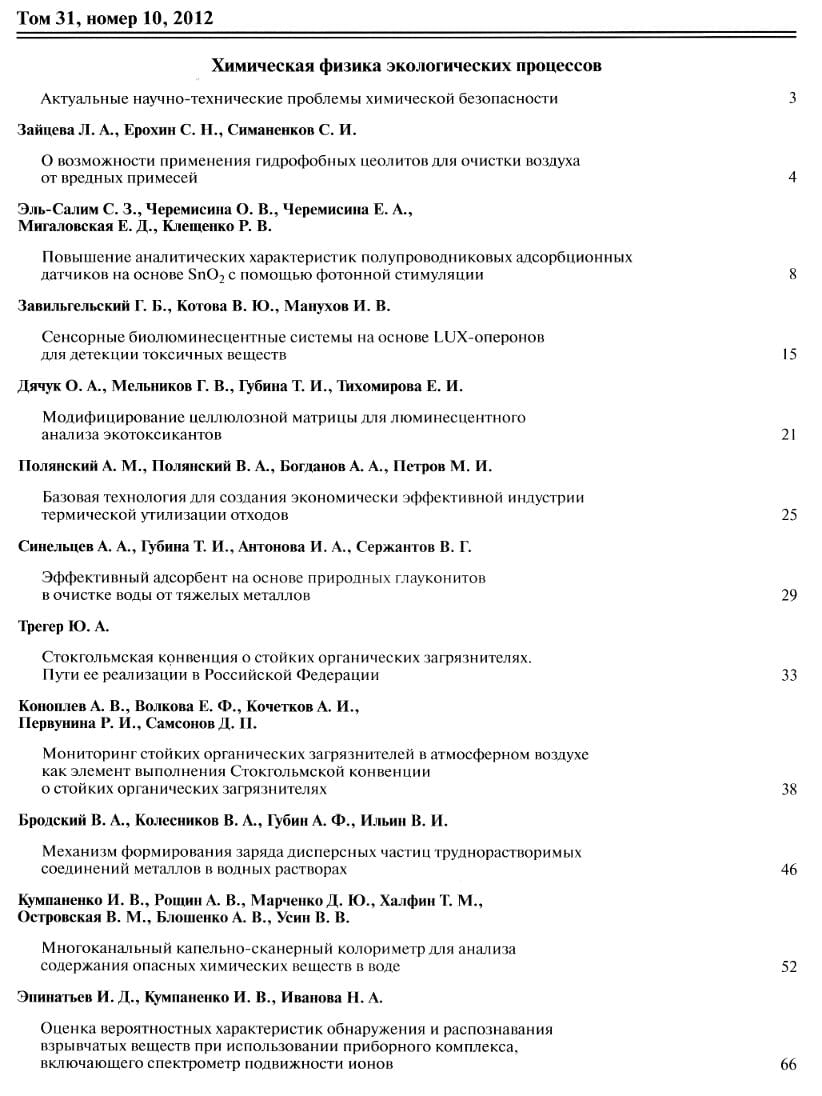 Том 31, номер 10, 2012
Химическая физика экологических процессов
Актуальные научно-технические проблемы химической безопасности 3
Зайцева Л. А., Ерохин С. Н., Симаненков С. И.
О возможности применения гидрофобных цеолитов для очистки воздуха
от вредных примесей 4
Эль-Салим С. З., Черемисина О. В., Черемисина Е. А.,
Мигаловская Е. Д., Клещенко Р. В.
Повышение аналитических характеристик полупроводниковых адсорбционных
датчиков на основе SnO₂ с помощью фотонной стимуляции 8
Завильгельский Г. Б., Котова В. Ю., Манухов И. В.
Сенсорные биолюминесцентные системы на основе LUX-оперонов
для детекции токсичных веществ 15
Дячук О. А., Мельников Г. В., Губина Т. И., Тихомирова Е. И.
Модифицирование целлюлозной матрицы для люминесцентного
анализа экотоксикантов 21
Полянский А. М., Полянский В. А., Богданов А. А., Петров М. И.
Базовая технология для создания экономически эффективной индустрии
термической утилизации отходов 25
Синельцев А. А., Губина Т. И., Антонова И. А., Сержантов В. Г.
Эффективный адсорбент на основе природных глауконитов
в очистке воды от тяжелых металлов 29
Трегер Ю. А.
Стокгольмская конвенция о стойких органических загрязнителях.
Пути ее реализации в Российской Федерации 33
Коноплев А. В., Волкова Е. Ф., Кочетков А. И.,
Первунина Р. И., Самсонов Д. П.
Мониторинг стойких органических загрязнителей в атмосферном воздухе
как элемент выполнения Стокгольмской конвенции
о стойких органических загрязнителях 38
Бродский В. А., Колесников В. А., Губин А. Ф., Ильин В. И.
Механизм формирования заряда дисперсных частиц труднорастворимых
соединений металлов в водных растворах 46
Кумпаненко И. В., Рощин А. В., Марченко Д. Ю., Халфин Т. М.,
Островская В. М., Блошенко А. В., Усин В. В.
Многоканальный капельно-сканерный колориметр для анализа
содержания опасных химических веществ в воде 52
Эпинатьев И. Д., Кумпаненко И. В., Иванова Н. А.
Оценка вероятностных характеристик обнаружения и распознавания
взрывчатых веществ при использовании приборного комплекса,
включающего спектрометр подвижности ионов 66